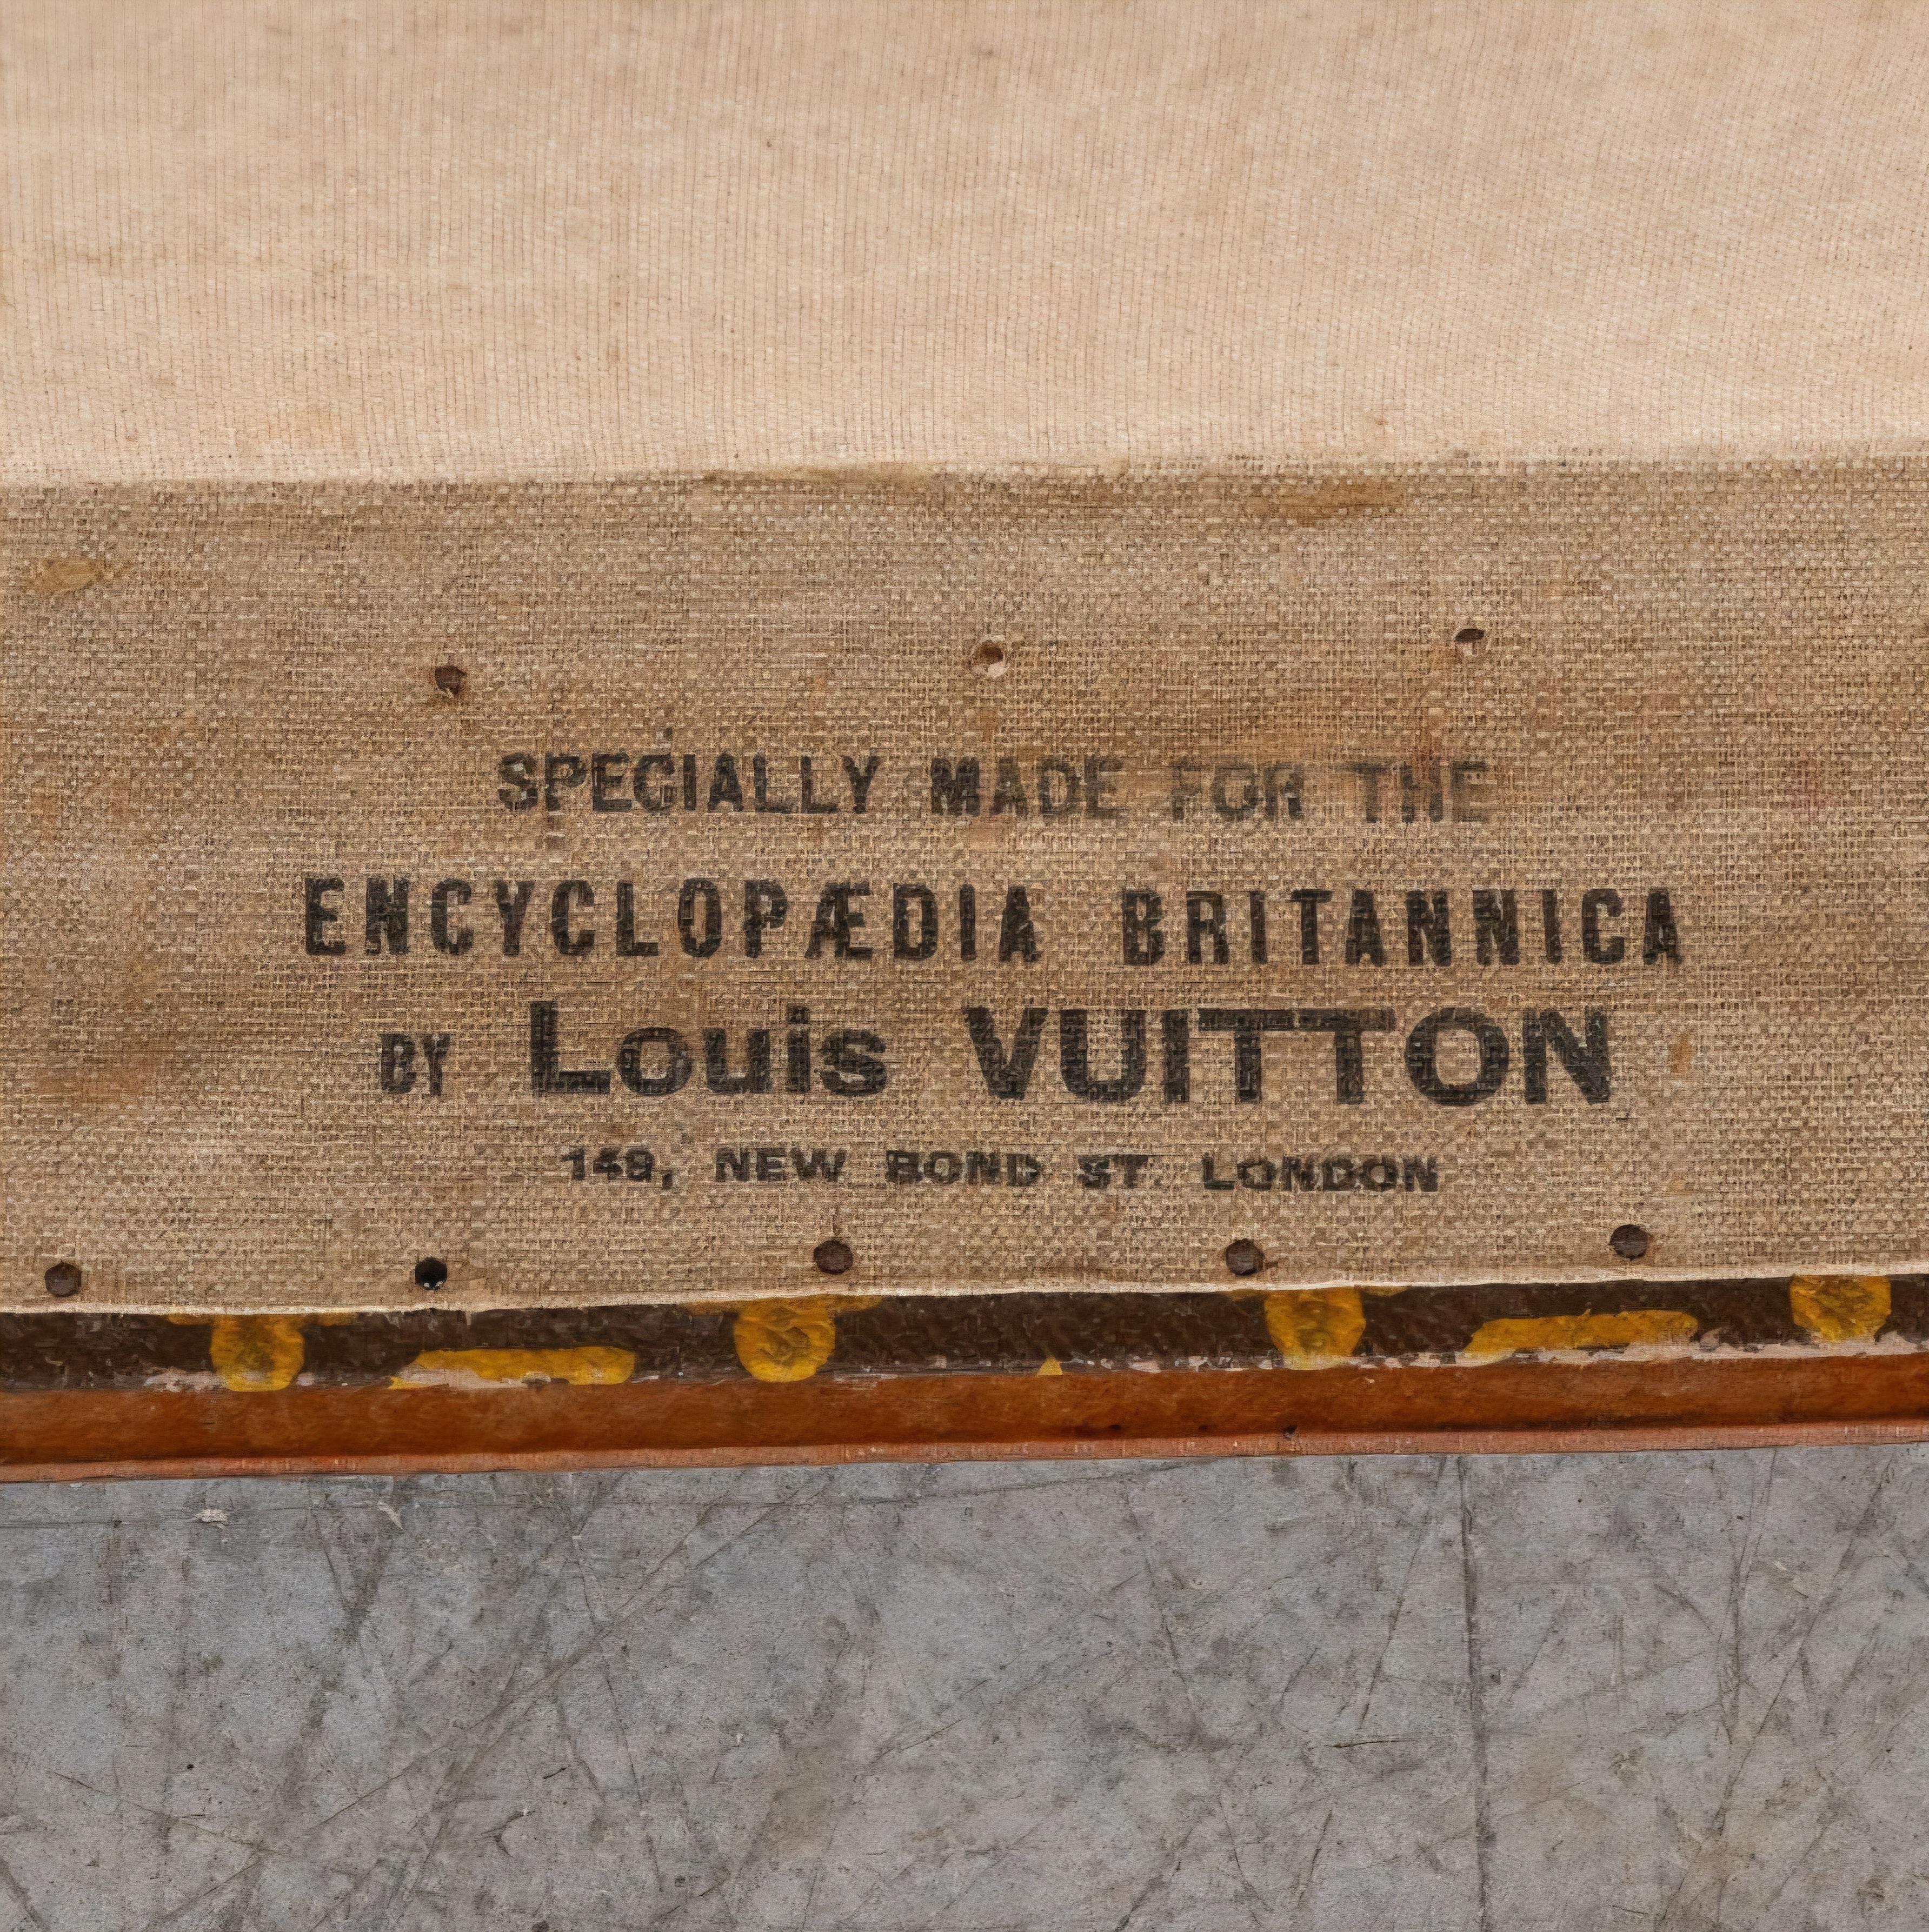 SPECIALLY MADE FOR THE
ENCYCLOPÆDIA BRITANNICA
BY Louis VUITTON
149, NEW BOND ST. LONDON